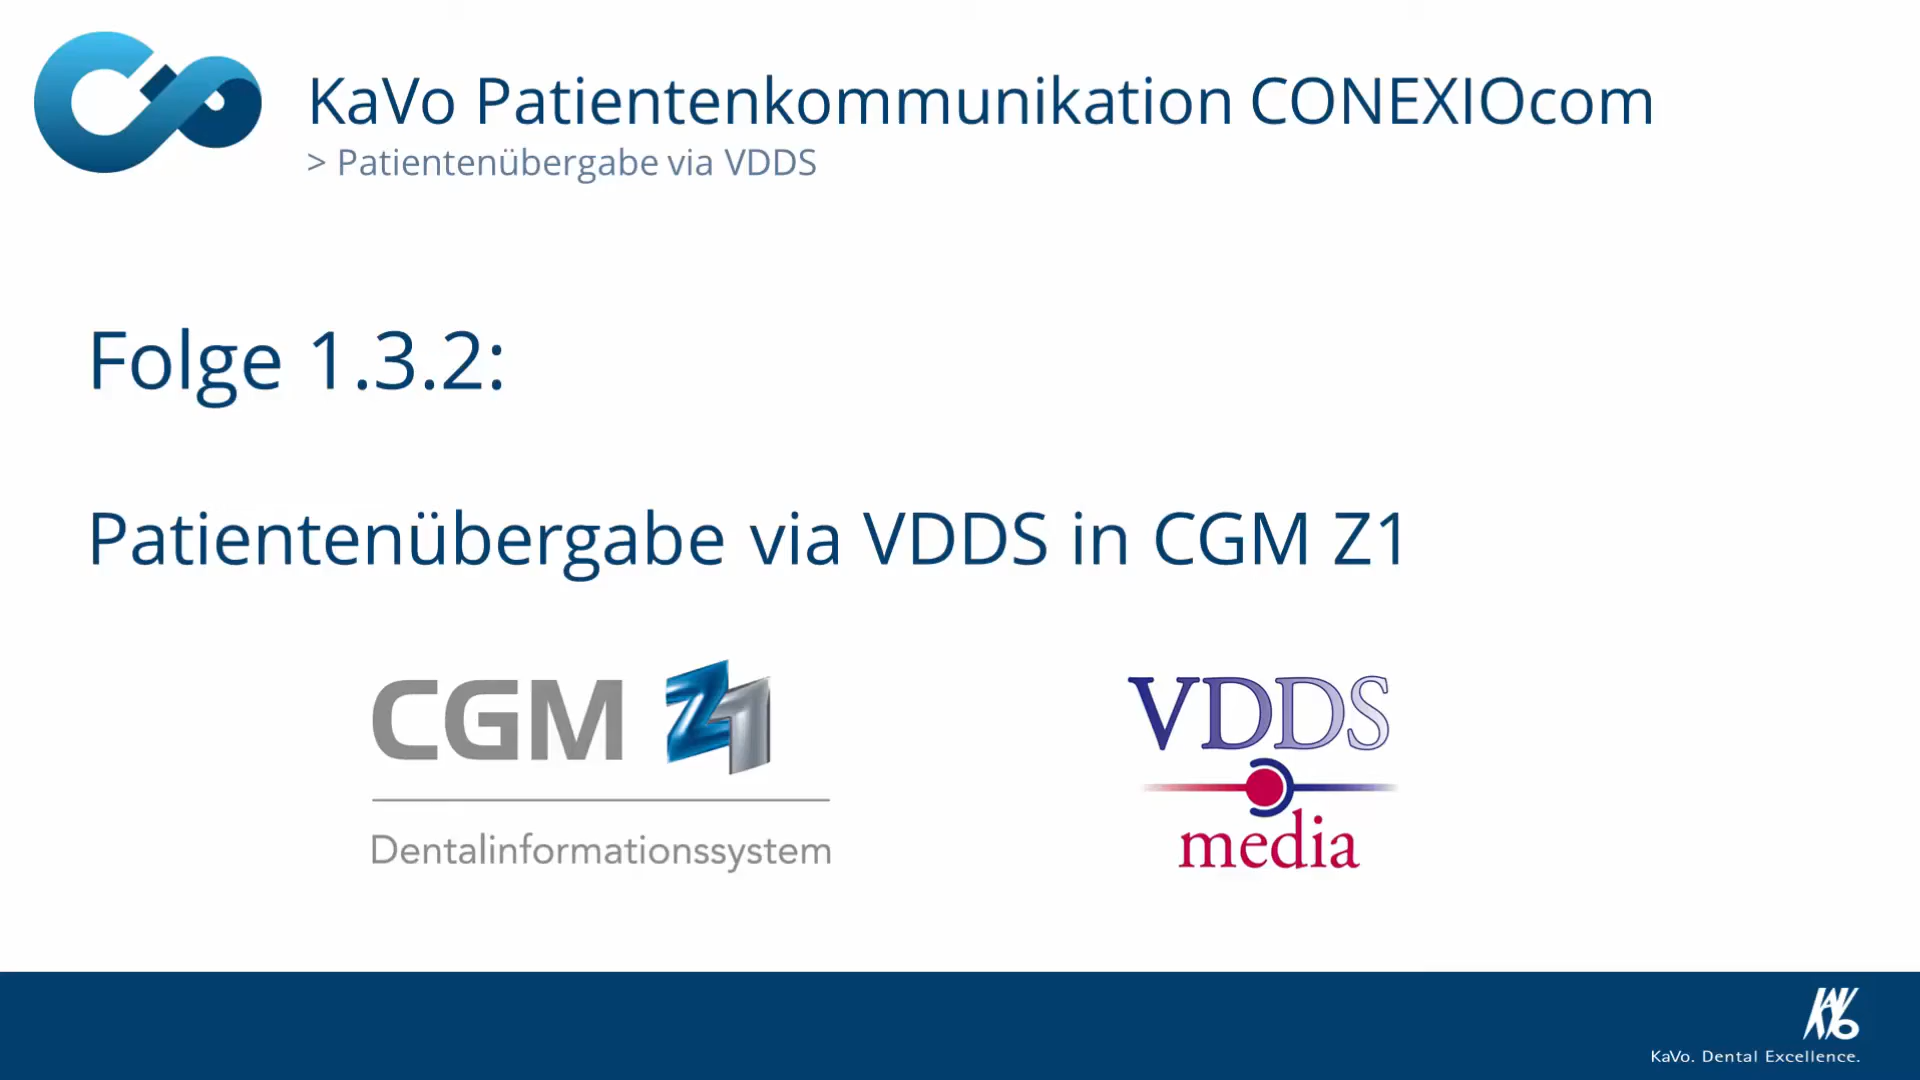 KaVo Patientenkommunikation CONEXIOcom
> Patientenübergabe via VDDS
Folge 1.3.2:
Patientenübergabe via VDDS in CGM Z1
CGM Z1
Dentalinformationssystem
VDDS
media
KaVo
KaVo. Dental Excellence.